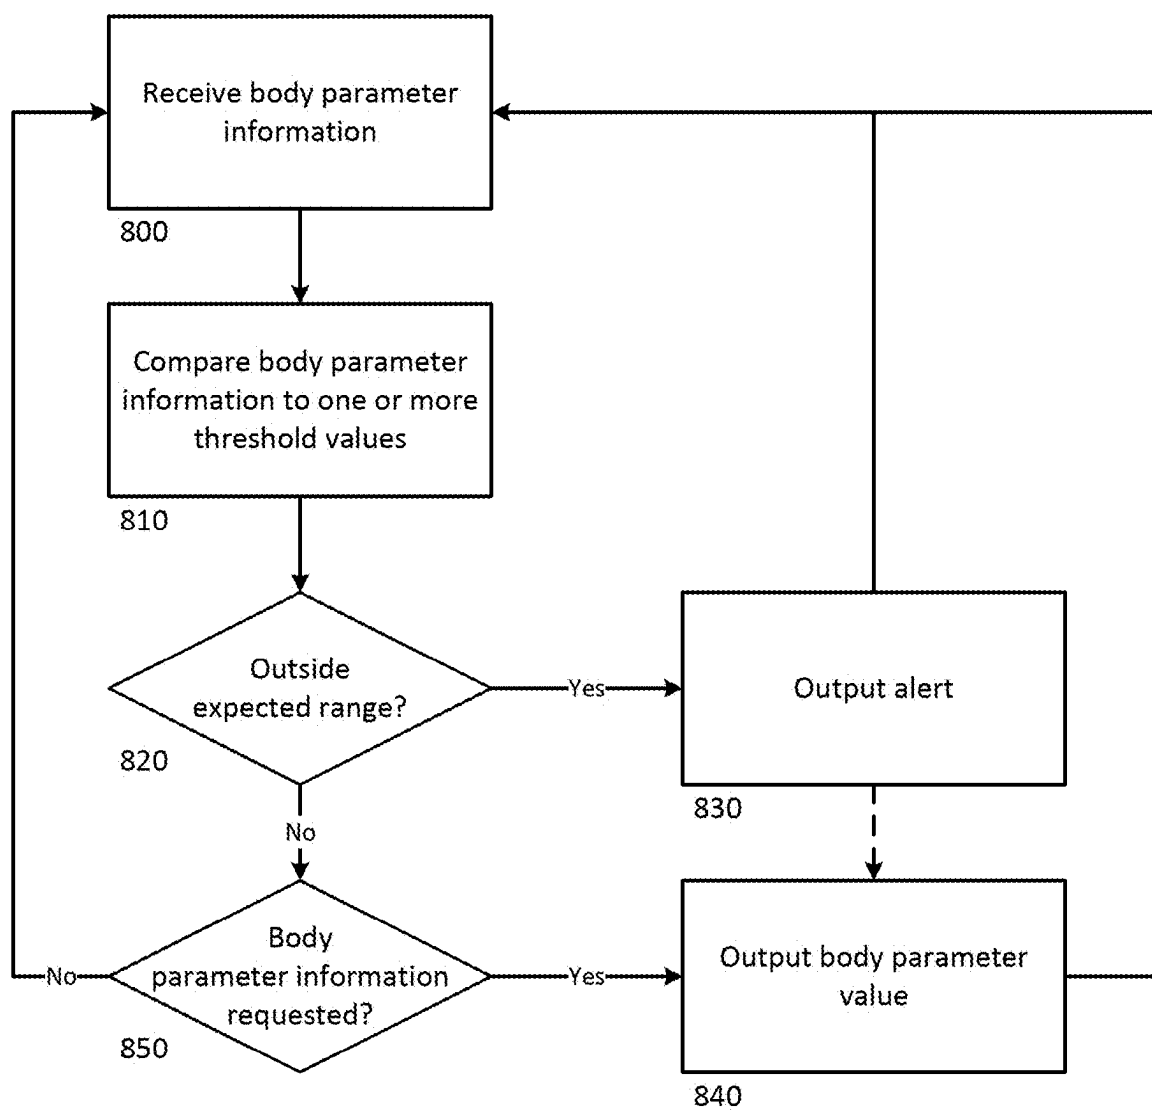 Receive body parameter
information
800
Compare body parameter
information to one or more
threshold values
810
Outside
expected range?
820
Yes
Output alert
830
No
Body
parameter information
requested?
850
No
Yes
Output body parameter
value
840